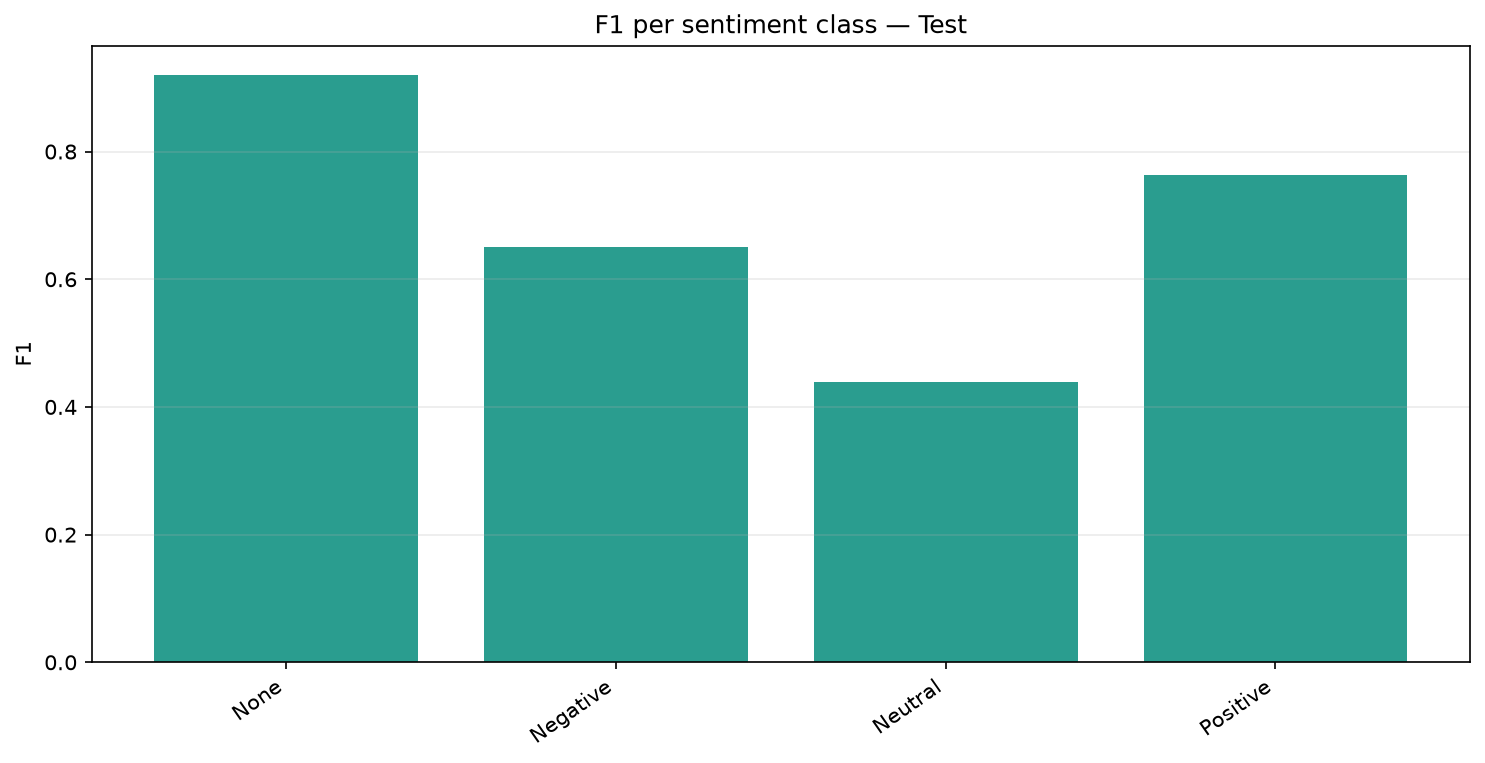 F1 per sentiment class — Test
F1
0.8
0.6
0.4
0.2
0.0
None
Negative
Neutral
Positive